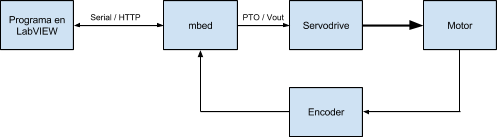 Programa en
LabVIEW
Serial / HTTP
mbed
PTO / Vout
Servodrive
Motor
Encoder